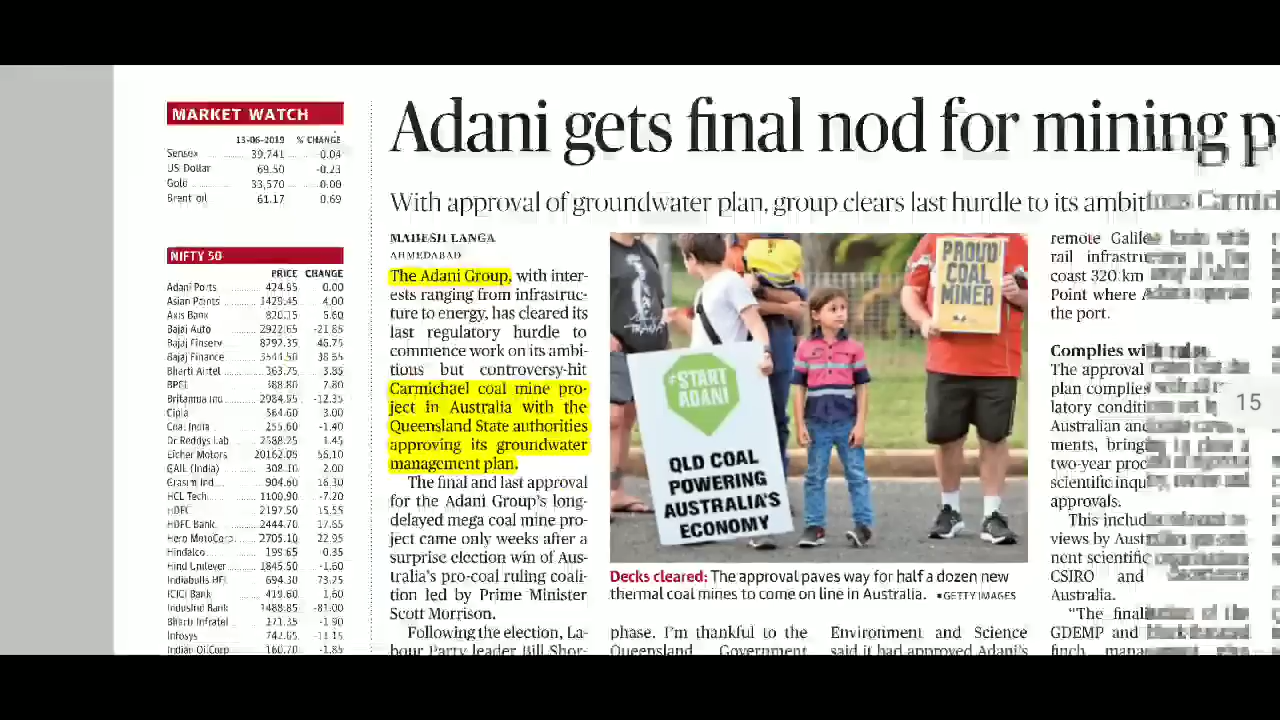 MARKET WATCH
13-06-2019 % CHANGE
Sensex 39,741 -0.04
US Dollar 69.50 -0.23
Gold 33,570 0.00
Brent oil 61.17 0.69
NIFTY 50
PRICE CHANGE
Adani Ports 424.95 0.00
Asian Paints 1429.45 4.00
Axis Bank 820.15 5.60
Bajaj Auto 2922.65 -21.85
Bajaj Finserv 8792.35 46.75
Bajaj Finance
Bharti Airtel 363.75 3.85
BPCL 388.80 7.80
Britannia Ind 2984.95 -12.35
Cipla 564.60 3.00
Coal India 255.60 -1.40
Dr Reddys Lab 2588.25 1.45
Eicher Motors 20162.05 56.10
GAIL (India) 308.10 2.00
Grasim Ind 904.60 16.30
HCL Tech 1100.90 -7.20
HDFC 2197.50 15.55
HDFC Bank 2444.70 17.65
Hero MotoCorp 2705.10 22.95
Hindalco 199.65 0.35
Hind Unilever 1845.50 -1.60
Indiabulls HFL 694.30 73.25
ICICI Bank 419.60 1.60
IndusInd Bank 1488.85 -81.00
Bharti Infratel 271.35 -1.90
Infosys 742.65 -11.15
Indian OilCorp 160.70 -1.85
Adani gets final nod for mining p
With approval of groundwater plan, group clears last hurdle to its ambit
MAHESH LANGA
AHMEDABAD
The Adani Group, with inter-
ests ranging from infrastruc-
ture to energy, has cleared its
last regulatory hurdle to
commence work on its ambi-
tious but controversy-hit
Carmichael coal mine pro-
ject in Australia with the
Queensland State authorities
approving its groundwater
management plan.
The final and last approval
for the Adani Group's long-
delayed mega coal mine pro-
ject came only weeks after a
surprise election win of Aus-
tralia's pro-coal ruling coali-
tion led by Prime Minister
Scott Morrison.
Following the election, La-
bour Party leader Bill Shor-
PROUD
COAL
MINER
#START
ADANI
QLD COAL
POWERING
AUSTRALIA'S
ECONOMY
Decks cleared: The approval paves way for half a dozen new
thermal coal mines to come on line in Australia. ▪GETTY IMAGES
phase. I'm thankful to the
Queensland Government
Environment and Science
said it had approved Adani's
remote Galile
rail infrastru
coast 320 km
Point where A
the port.
Complies wi
The approval
plan complies
latory conditi
Australian and
ments, bring
two-year proc
scientific inqu
approvals.
This includ
views by Aust
nent scientific
CSIRO and
Australia.
"The finali
GDEMP and
finch mana
15